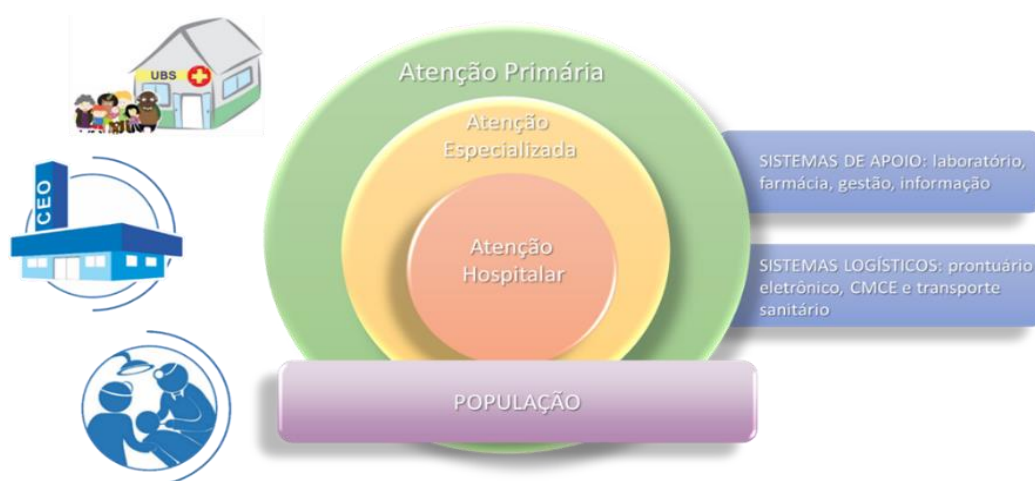 UBS
CEO
Atenção Primária
Atenção
Especializada
Atenção
Hospitalar
SISTEMAS DE APOIO: laboratório,
farmácia, gestão, informação
SISTEMAS LOGÍSTICOS: prontuário
eletrônico, CMCE e transporte
sanitário
POPULAÇÃO